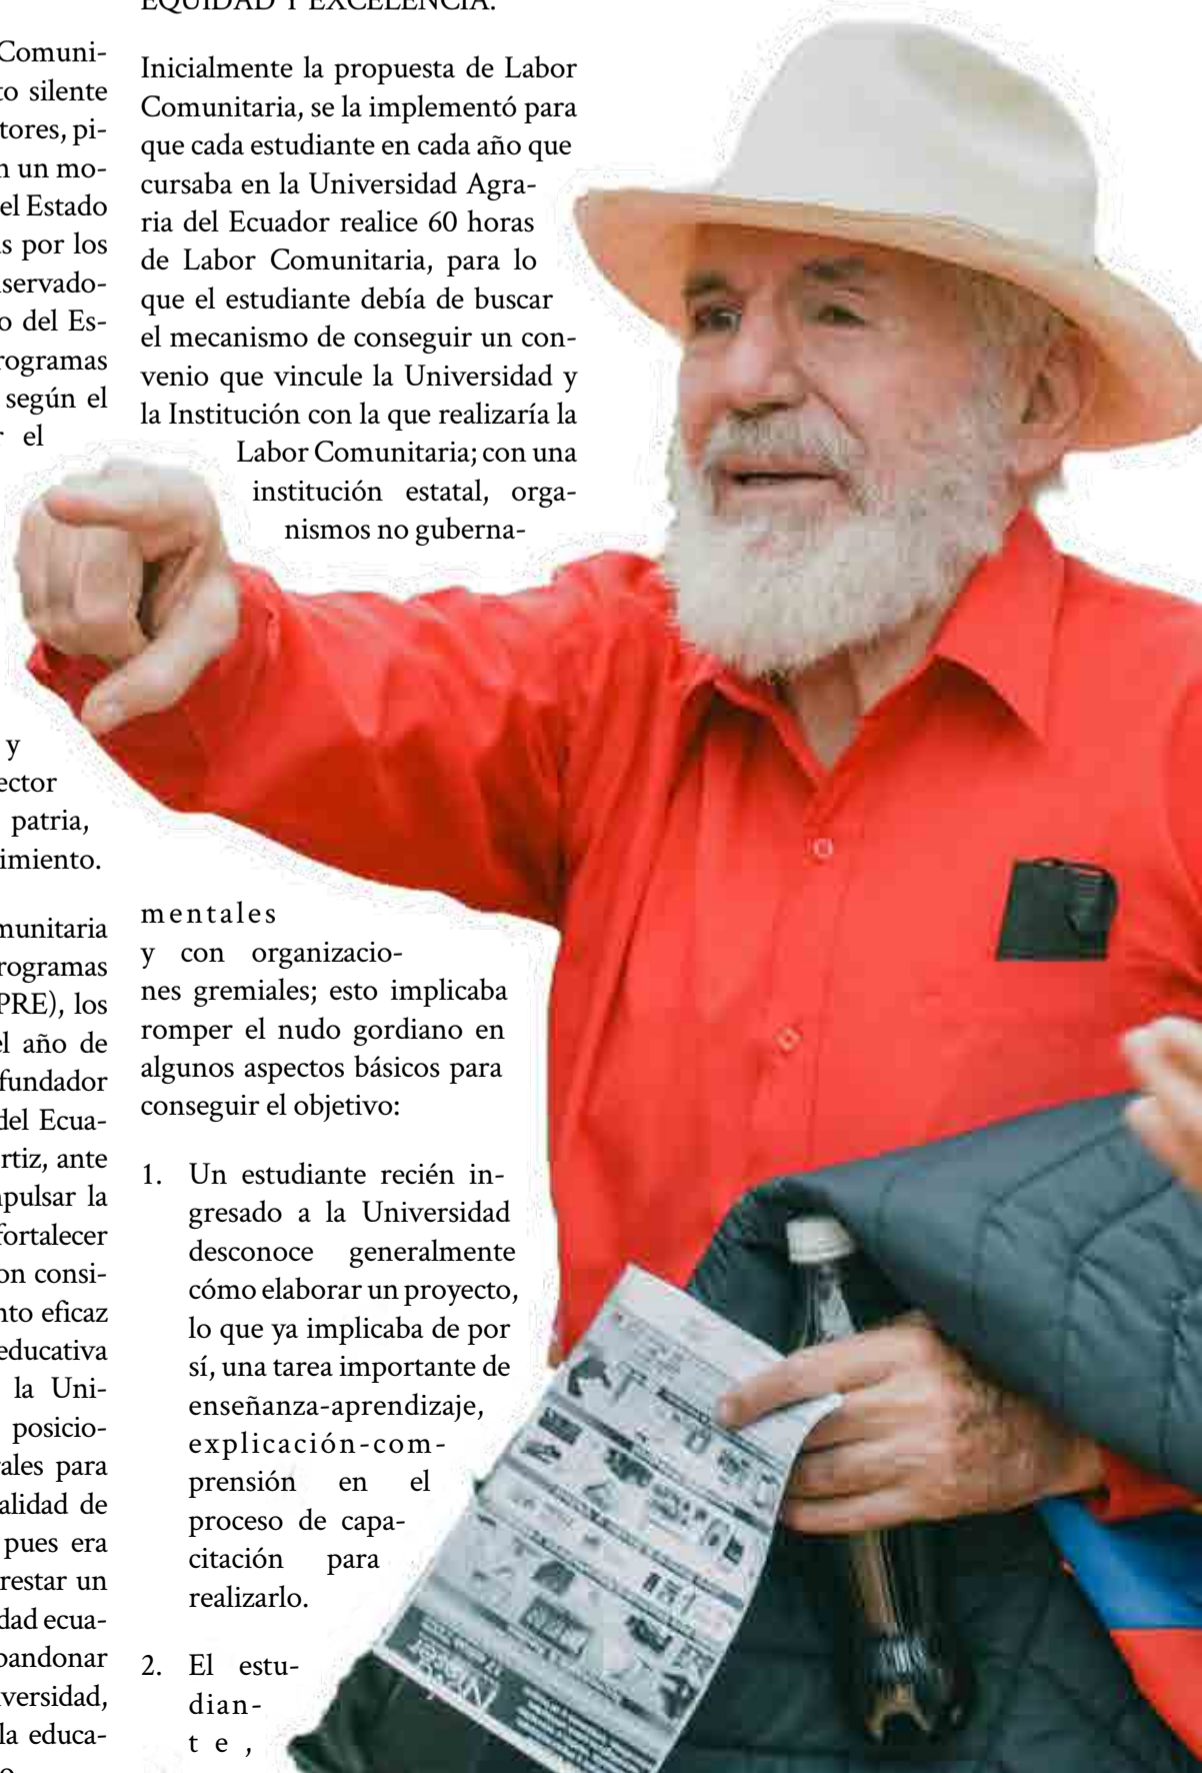 Comuni-
silente
tores, pi-
un mo-
el Estado
por los
servado-
del Es-
rogramas
según el
el
y
ector
patria,
imiento.
munitaria
rogramas
PRE), los
el año de
fundador
del Ecua-
rtiz, ante
mpulsar la
fortalecer
on consi-
nto eficaz
educativa
la Uni-
posicio-
ales para
alidad de
pues era
restar un
dad ecua-
bandonar
versidad,
la educa-
EQUIDAD Y EXCELENCIA.
Inicialmente la propuesta de Labor
Comunitaria, se la implementó para
que cada estudiante en cada año que
cursaba en la Universidad Agra-
ria del Ecuador realice 60 horas
de Labor Comunitaria, para lo
que el estudiante debía de buscar
el mecanismo de conseguir un con-
venio que vincule la Universidad y
la Institución con la que realizaría la
Labor Comunitaria; con una
institución estatal, orga-
nismos no guberna-
mentales
y con organizacio-
nes gremiales; esto implicaba
romper el nudo gordiano en
algunos aspectos básicos para
conseguir el objetivo:
1. Un estudiante recién in-
gresado a la Universidad
desconoce generalmente
cómo elaborar un proyecto,
lo que ya implicaba de por
sí, una tarea importante de
enseñanza-aprendizaje,
explicación-com-
prensión en el
proceso de capa-
citación para
realizarlo.
2. El estu-
dian-
te,